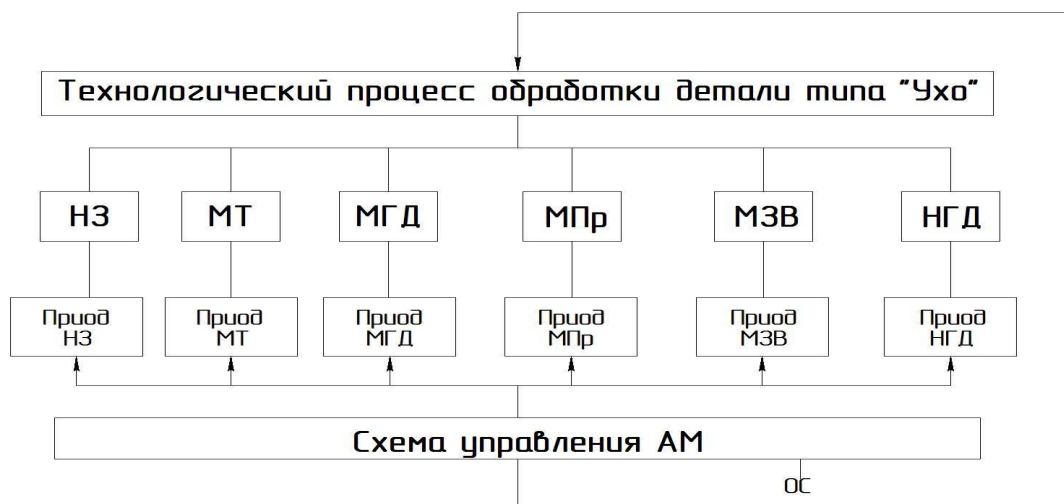 Технологический процесс обработки детали типа "Ухо"
НЗ МТ МГД МПр МЗВ НГД
Приод Приод Приод Приод Приод Приод
НЗ МТ МГД МПр МЗВ НГД
Схема управления АМ
ОС